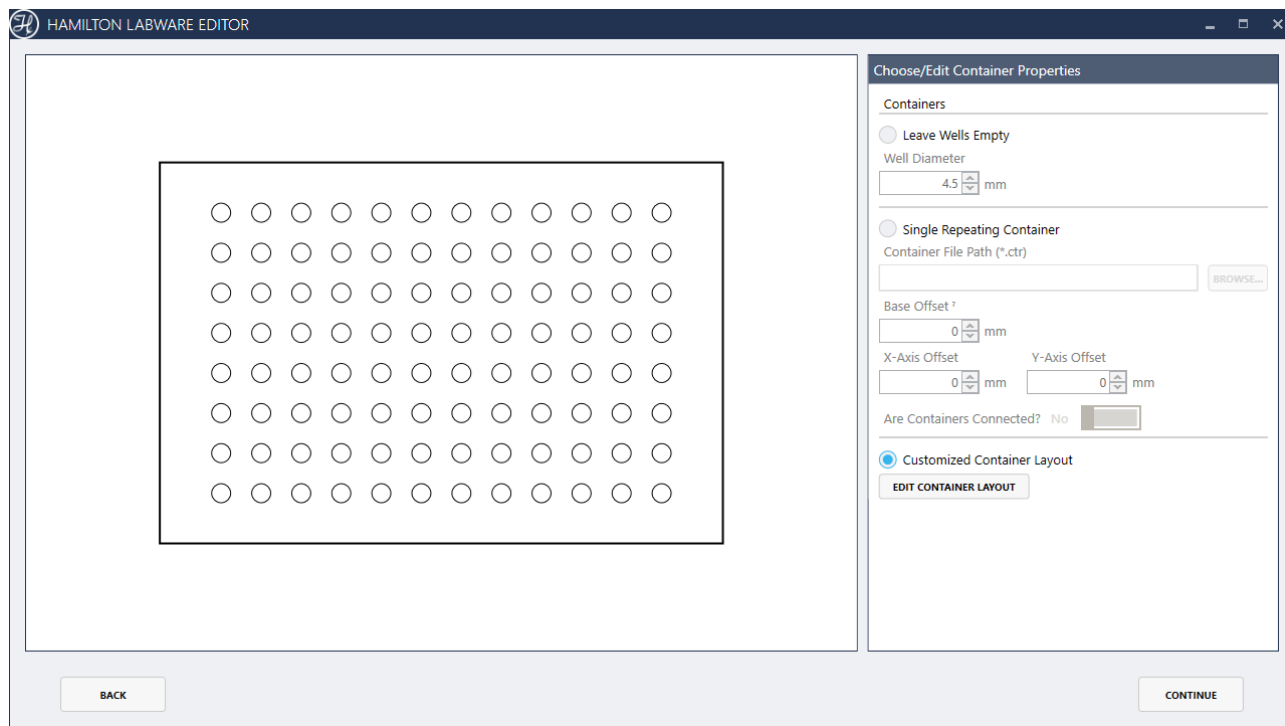 HAMILTON LABWARE EDITOR
Choose/Edit Container Properties
Containers
Leave Wells Empty
Well Diameter
4.5 mm
Single Repeating Container
Container File Path (*.ctr)
BROWSE...
Base Offset ?
0 mm
X-Axis Offset Y-Axis Offset
0 mm 0 mm
Are Containers Connected? No
Customized Container Layout
EDIT CONTAINER LAYOUT
BACK CONTINUE